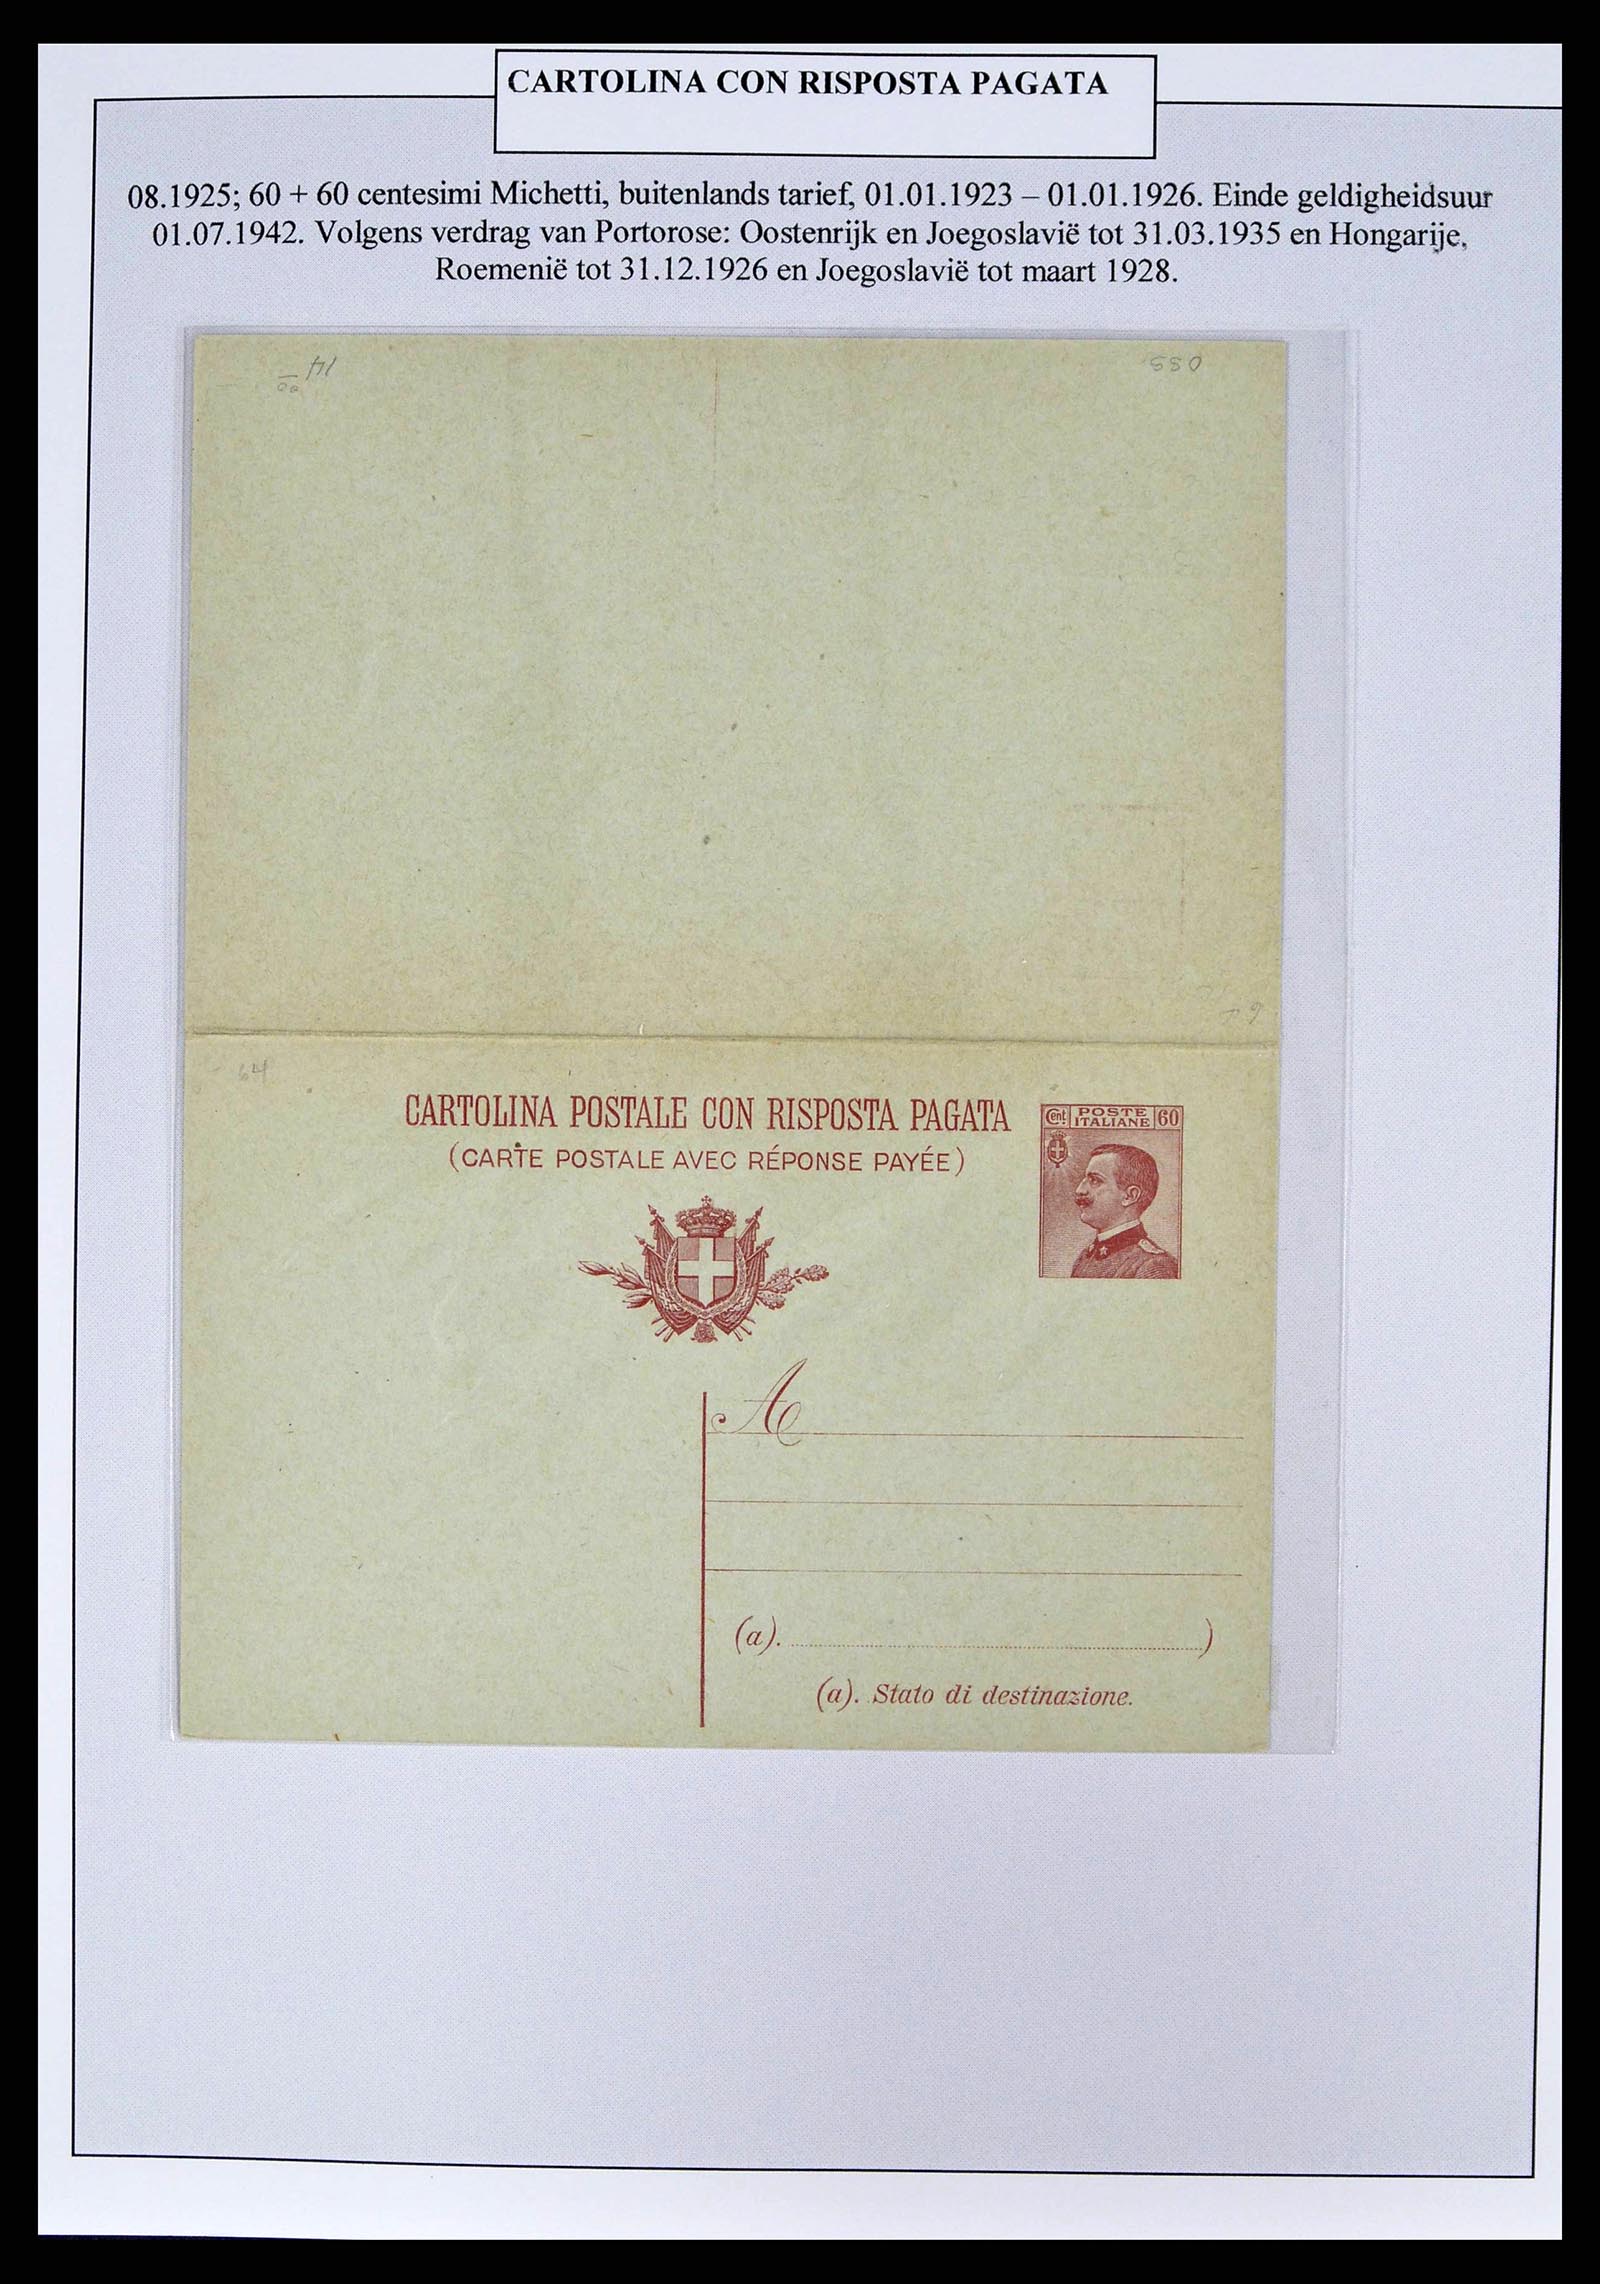 CARTOLINA CON RISPOSTA PAGATA
08.1925; 60 + 60 centesimi Michetti, buitenlands tarief, 01.01.1923 – 01.01.1926. Einde geldigheidsuur
01.07.1942. Volgens verdrag van Portorose: Oostenrijk en Joegoslavië tot 31.03.1935 en Hongarije,
Roemenië tot 31.12.1926 en Joegoslavië tot maart 1928.
550
64
CARTOLINA POSTALE CON RISPOSTA PAGATA
(CARTE POSTALE AVEC RÉPONSE PAYÉE)
Cent POSTE 60
ITALIANE
A
(a). )
(a). Stato di destinazione.